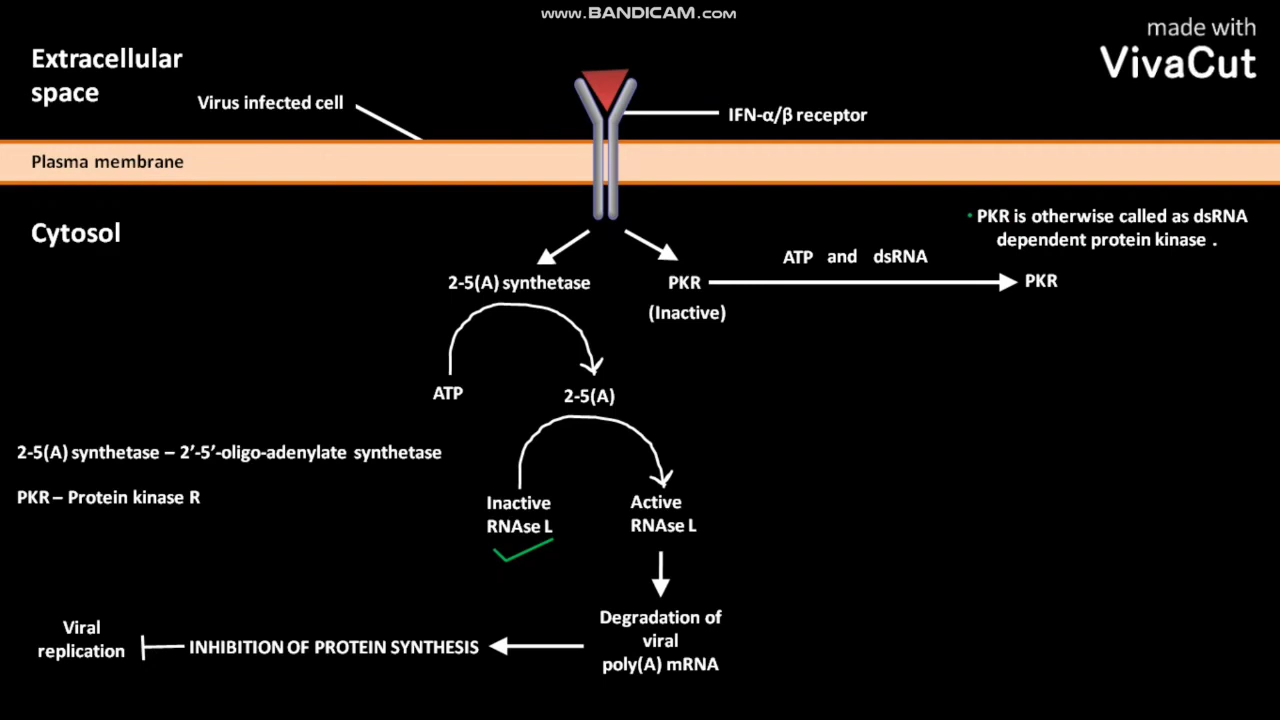 www.BANDICAM.com
made with
VivaCut
Extracellular
space
Virus infected cell
IFN-α/β receptor
Plasma membrane
Cytosol
• PKR is otherwise called as dsRNA
dependent protein kinase .
ATP and dsRNA
2-5(A) synthetase
PKR
PKR
(Inactive)
ATP
2-5(A)
2-5(A) synthetase – 2’-5’-oligo-adenylate synthetase
PKR – Protein kinase R
Inactive
RNAse L
Active
RNAse L
Degradation of
viral
poly(A) mRNA
INHIBITION OF PROTEIN SYNTHESIS
Viral
replication